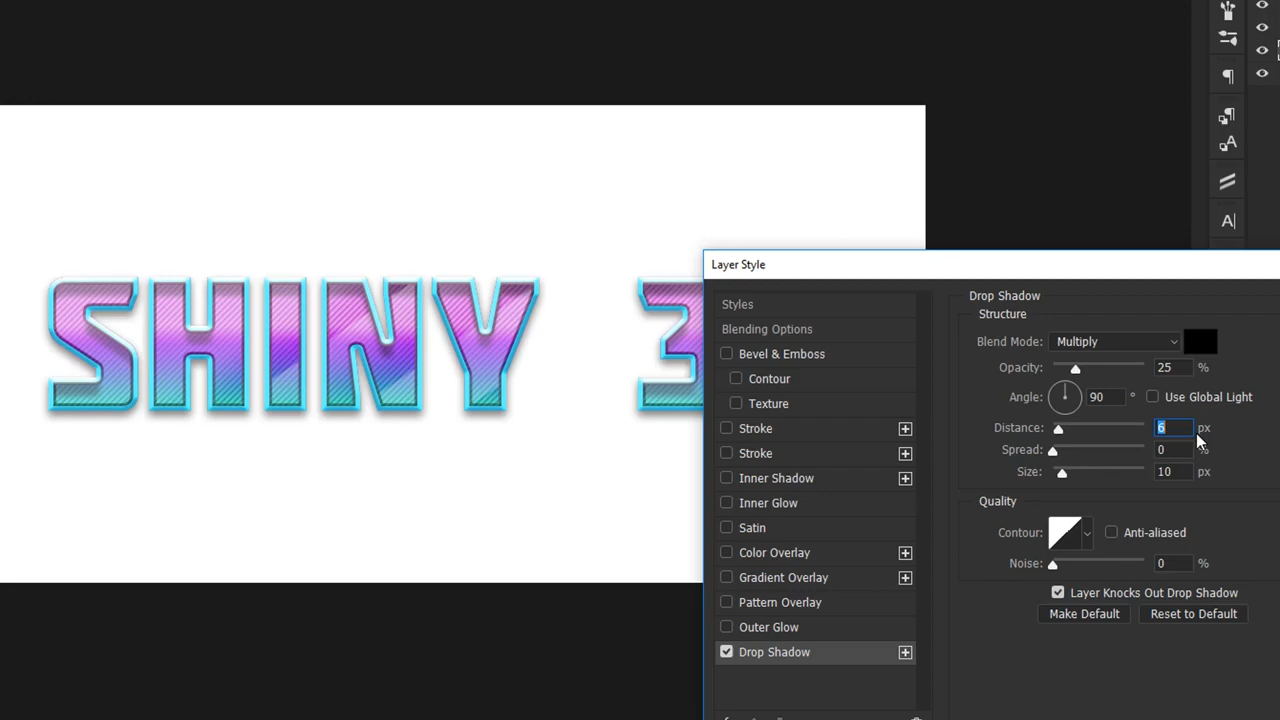 SHINY 3
Layer Style
Styles
Blending Options
Bevel & Emboss
Contour
Texture
Stroke
Stroke
Inner Shadow
Inner Glow
Satin
Color Overlay
Gradient Overlay
Pattern Overlay
Outer Glow
Drop Shadow
Drop Shadow
Structure
Blend Mode: Multiply
Opacity: 25 %
Angle: 90 ° Use Global Light
Distance: 6 px
Spread: 0 %
Size: 10 px
Quality
Contour: Anti-aliased
Noise: 0 %
Layer Knocks Out Drop Shadow
Make Default Reset to Default